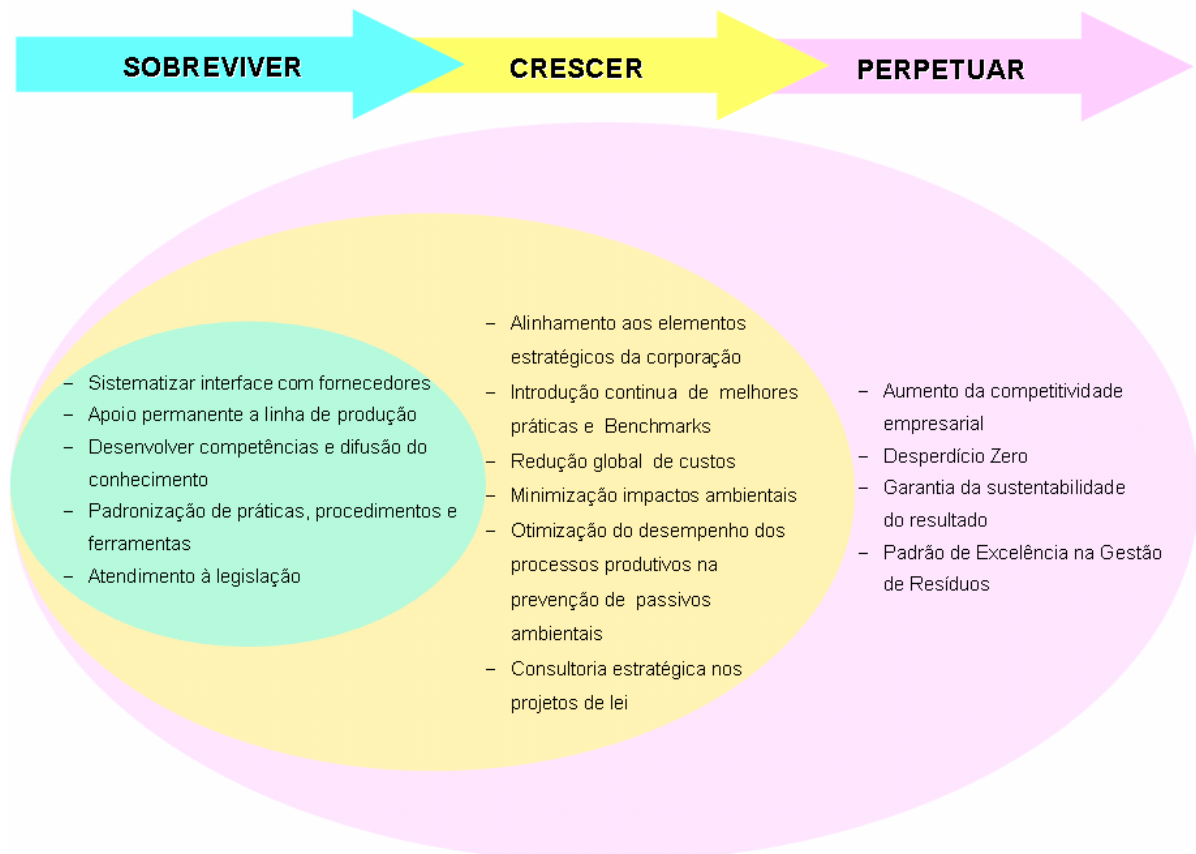 SOBREVIVER
CRESCER
PERPETUAR
– Sistematizar interface com fornecedores
– Apoio permanente a linha de produção
– Desenvolver competências e difusão do
conhecimento
– Padronização de práticas, procedimentos e
ferramentas
– Atendimento à legislação
– Alinhamento aos elementos
estratégicos da corporação
– Introdução continua de melhores
práticas e Benchmarks
– Redução global de custos
– Minimização impactos ambientais
– Otimização do desempenho dos
processos produtivos na
prevenção de passivos
ambientais
– Consultoria estratégica nos
projetos de lei
– Aumento da competitividade
empresarial
– Desperdício Zero
– Garantia da sustentabilidade
do resultado
– Padrão de Excelência na Gestão
de Resíduos